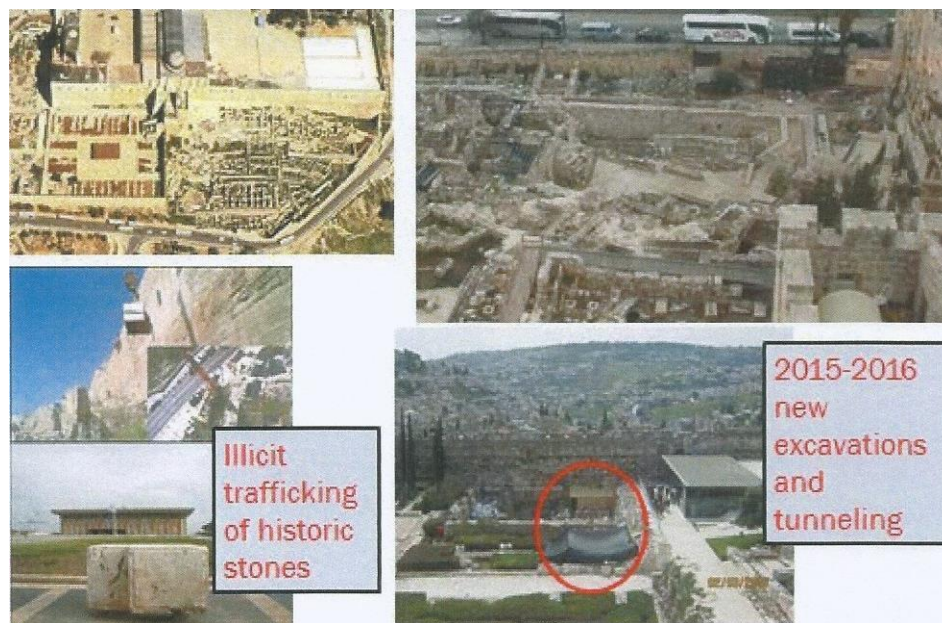 Illicit
trafficking
of historic
stones
2015-2016
new
excavations
and
tunneling